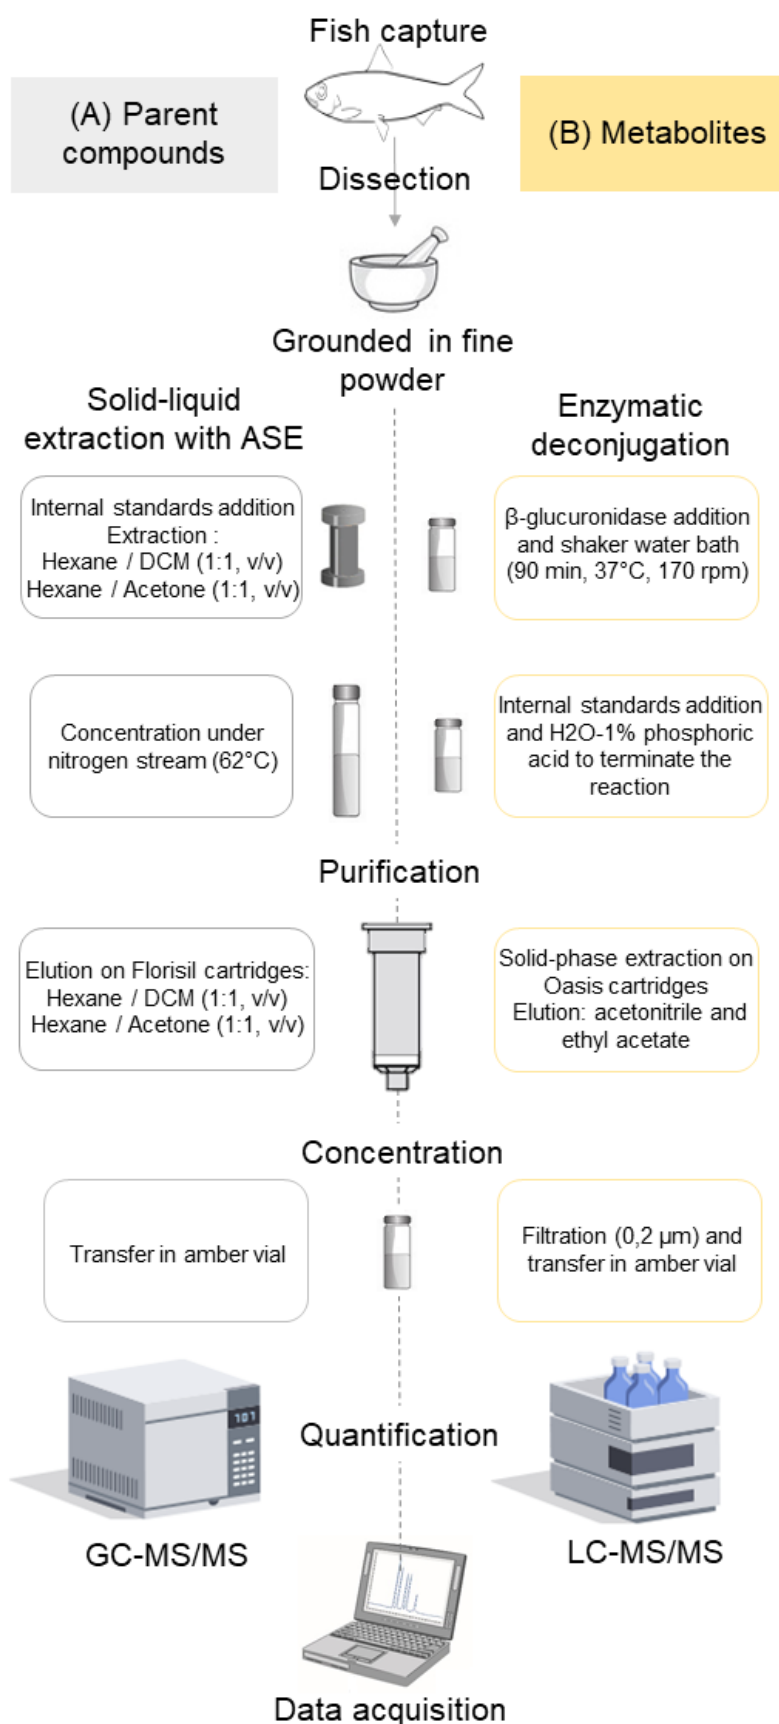 Fish capture
(A) Parent
compounds
(B) Metabolites
Dissection
Grounded in fine
powder
Solid-liquid
extraction with ASE
Enzymatic
deconjugation
Internal standards addition
Extraction :
Hexane / DCM (1:1, v/v)
Hexane / Acetone (1:1, v/v)
β-glucuronidase addition
and shaker water bath
(90 min, 37°C, 170 rpm)
Concentration under
nitrogen stream (62°C)
Internal standards addition
and H2O-1% phosphoric
acid to terminate the
reaction
Purification
Elution on Florisil cartridges:
Hexane / DCM (1:1, v/v)
Hexane / Acetone (1:1, v/v)
Solid-phase extraction on
Oasis cartridges
Elution: acetonitrile and
ethyl acetate
Concentration
Transfer in amber vial
Filtration (0,2 μm) and
transfer in amber vial
707
Quantification
GC-MS/MS
LC-MS/MS
Data acquisition